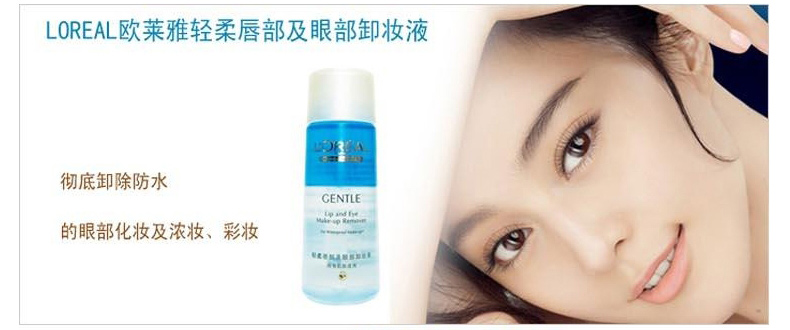 LOREAL欧莱雅轻柔唇部及眼部卸妆液
彻底卸除防水
的眼部化妆及浓妆、彩妆
L'ORÉAL
GENTLE
Lip and Eye
Make-up Remover